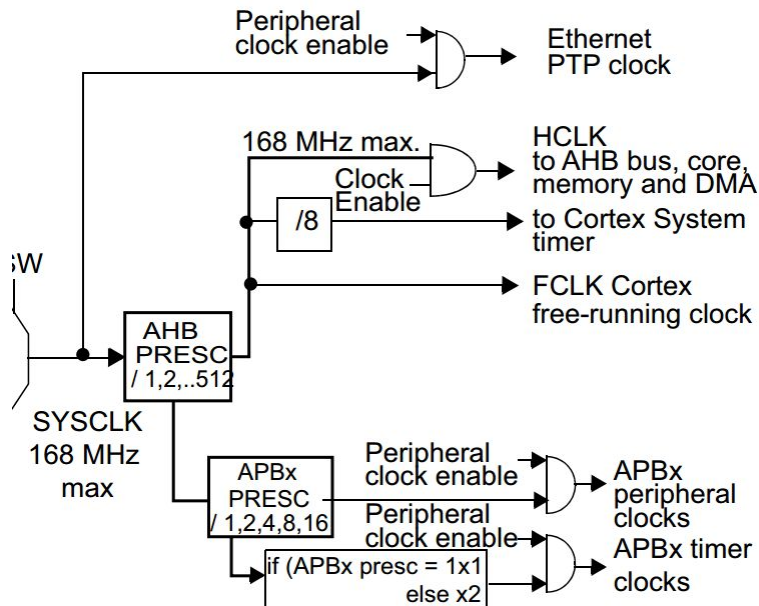 Peripheral
clock enable
Ethernet
PTP clock
168 MHz max.
HCLK
to AHB bus, core,
memory and DMA
Clock
Enable
/8
to Cortex System
timer
SW
FCLK Cortex
free-running clock
AHB
PRESC
/ 1,2,..512
SYSCLK
168 MHz
max
APBx
PRESC
/ 1,2,4,8,16
Peripheral
clock enable
APBx
peripheral
clocks
Peripheral
clock enable
APBx timer
clocks
if (APBx presc = 1x1
else x2